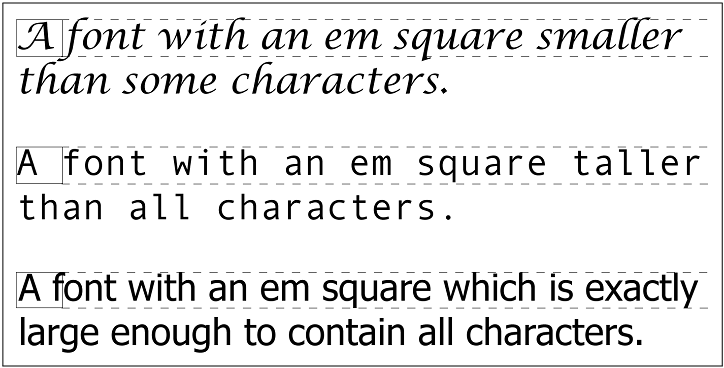 A font with an em square smaller
than some characters.
A font with an em square taller
than all characters.
A font with an em square which is exactly
large enough to contain all characters.